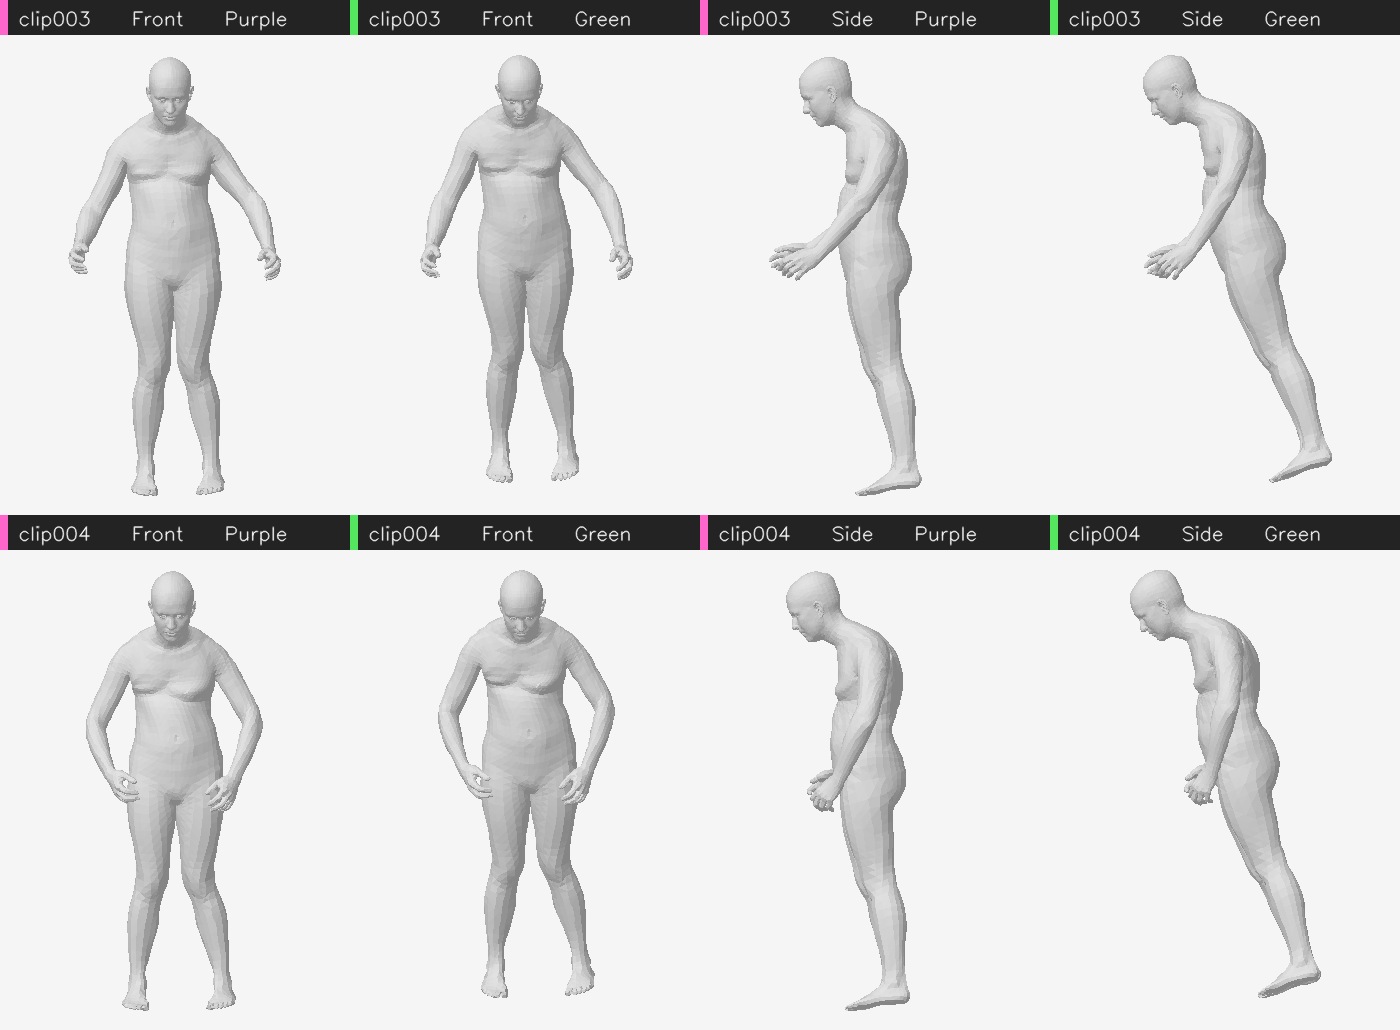 clip003 Front Purple
clip003 Front Green
clip003 Side Purple
clip003 Side Green
clip004 Front Purple
clip004 Front Green
clip004 Side Purple
clip004 Side Green